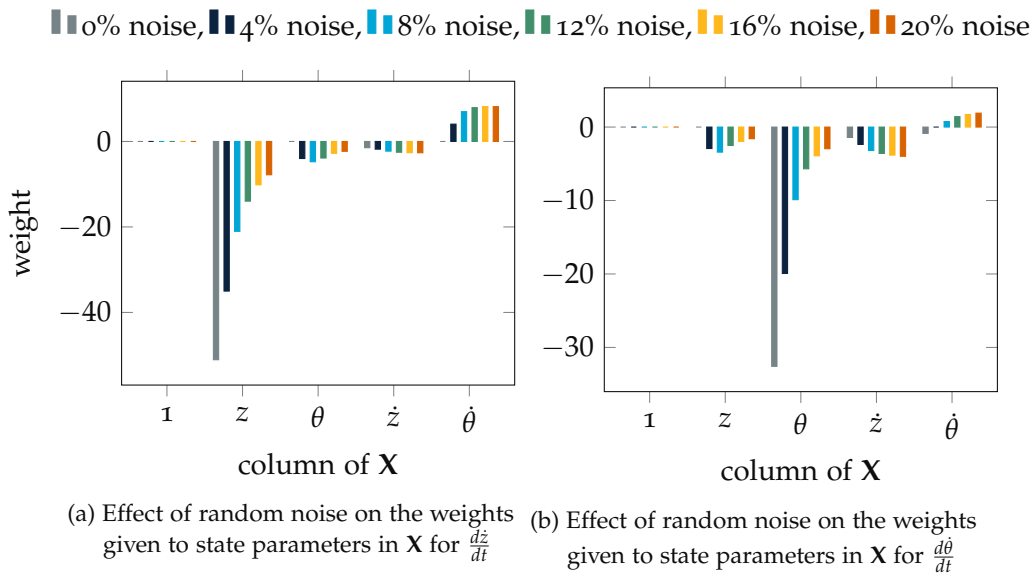 0% noise, 4% noise, 8% noise, 12% noise, 16% noise, 20% noise
0
−20
−40
weight
1 z θ ż θ̇
column of X
(a) Effect of random noise on the weights
given to state parameters in X for dż/dt
0
−10
−20
−30
1 z θ ż θ̇
column of X
(b) Effect of random noise on the weights
given to state parameters in X for dθ̇/dt